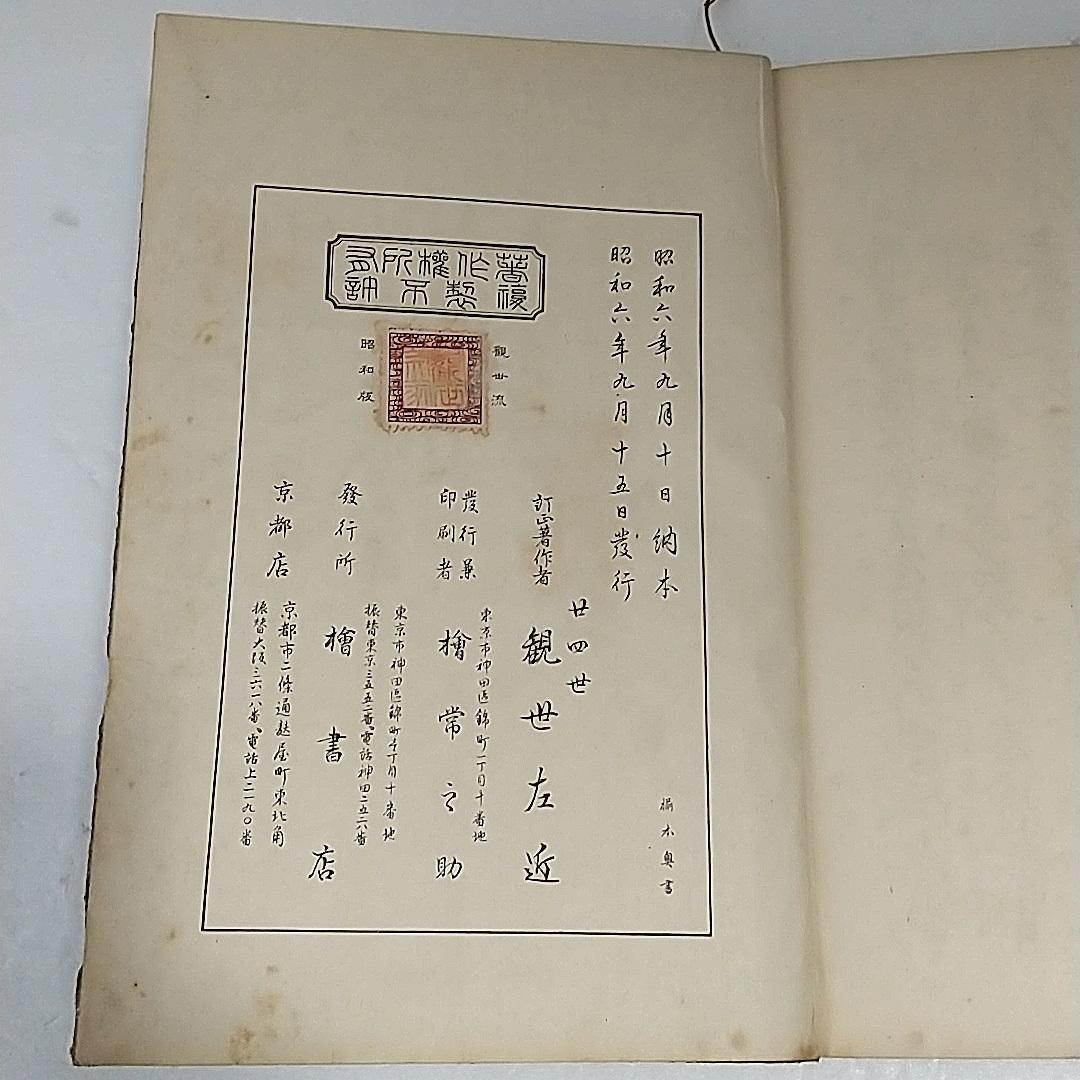 昭和六年九月十日納本
昭和六年九月十五日發行
橋本奥書
著作權所有
複製不許
觀世流
昭和版
訂正著作者
廿四世
観世左近
發行兼
印刷者
東京市神田區錦町一丁目十番地
檜常之助
發行所
東京市神田區錦町一丁目十番地
振替東京三五五二番、電話神田二五二八番
檜書店
京都店
京都市二條通麩屋町東北角
振替大阪三六一八番、電話上二一九〇番